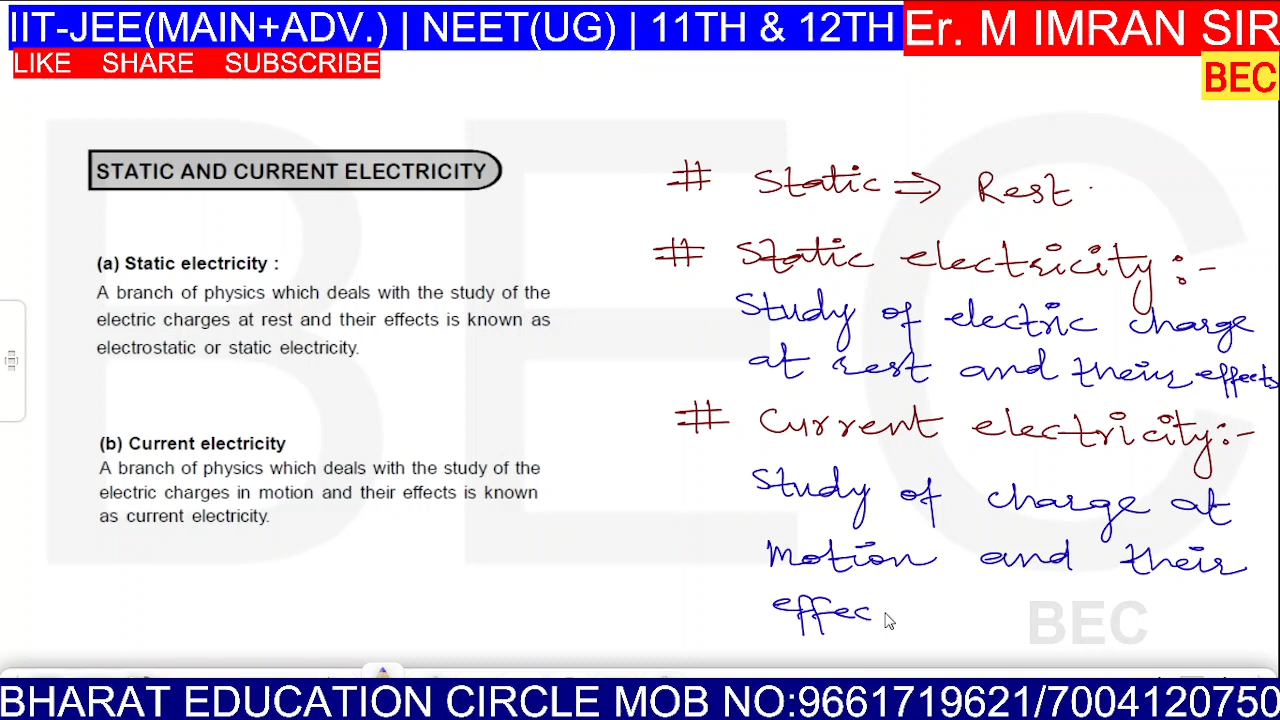 IIT-JEE(MAIN+ADV.) | NEET(UG) | 11TH & 12TH Er. M IMRAN SIR
LIKE SHARE SUBSCRIBE
BEC
STATIC AND CURRENT ELECTRICITY
(a) Static electricity :
A branch of physics which deals with the study of the
electric charges at rest and their effects is known as
electrostatic or static electricity.
(b) Current electricity
A branch of physics which deals with the study of the
electric charges in motion and their effects is known
as current electricity.
# Static ⇒ Rest .
# Static electricity :-
Study of electric charge
at rest and their effects
# Current electricity:-
Study of charge at
Motion and their
effec
BEC
BEC
BHARAT EDUCATION CIRCLE MOB NO:9661719621/7004120750